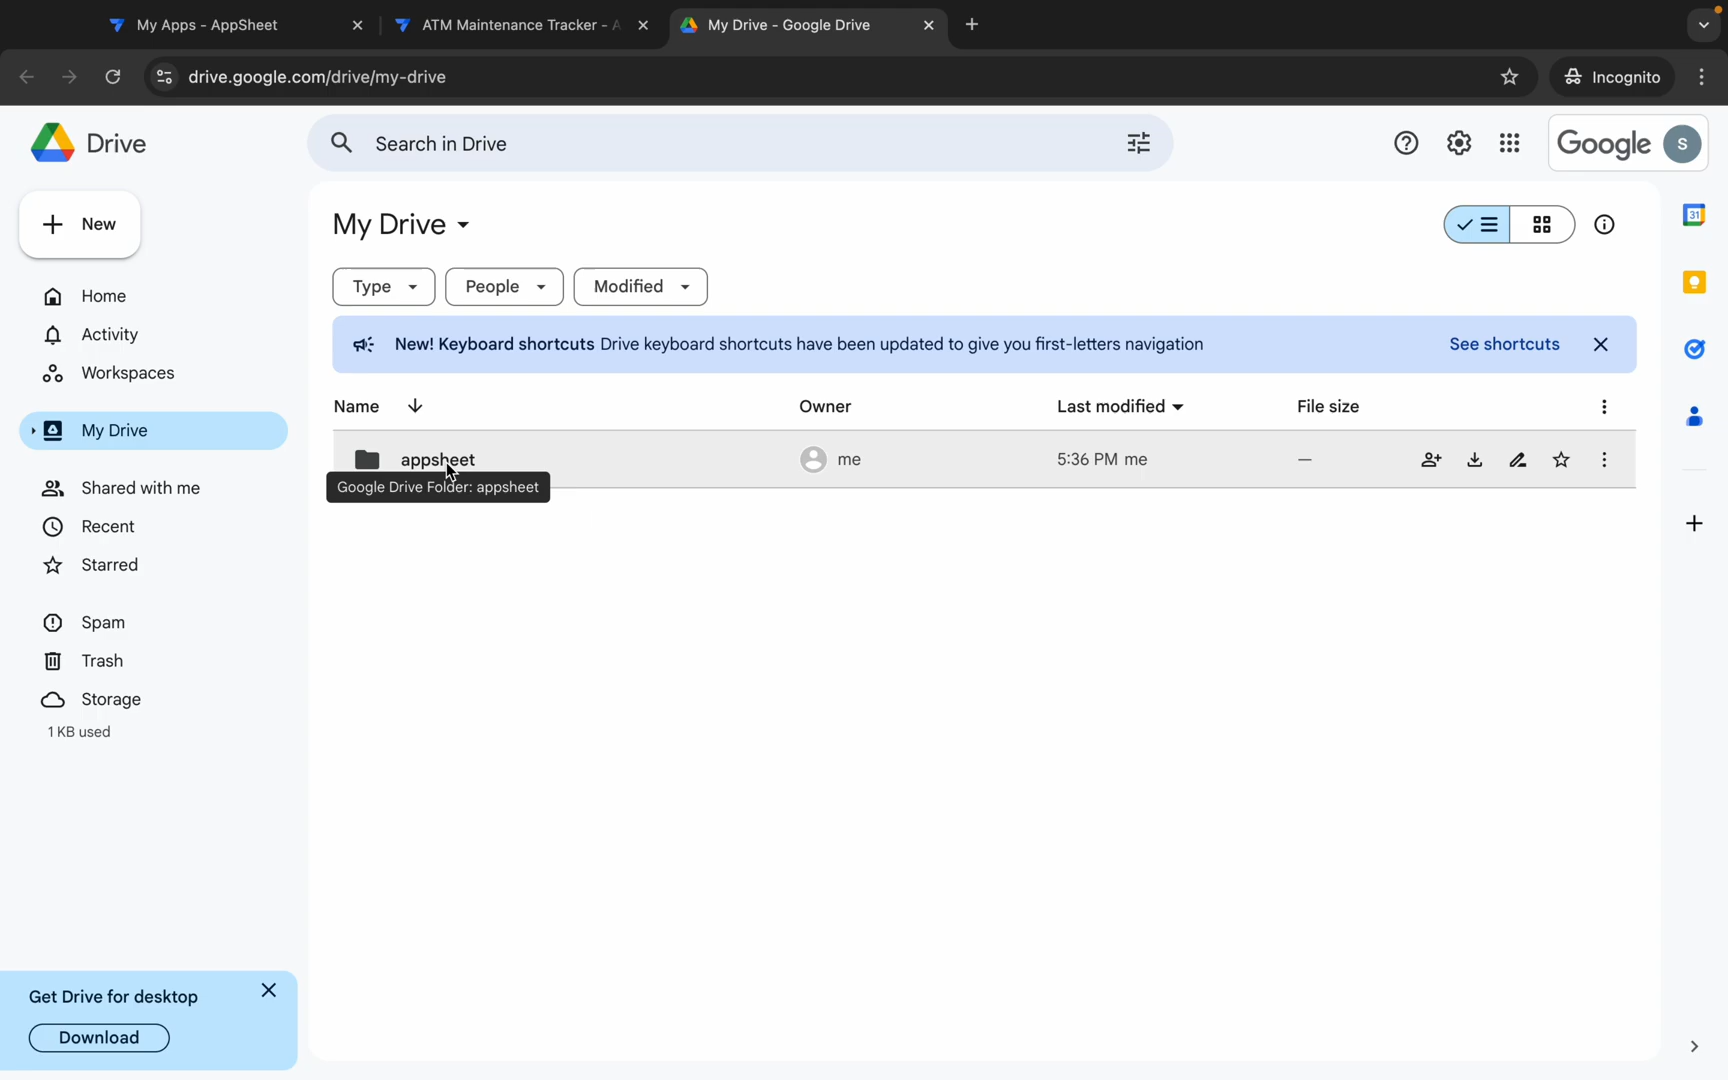 My Apps - AppSheet
ATM Maintenance Tracker - A
My Drive - Google Drive
drive.google.com/drive/my-drive
Incognito
Drive
Search in Drive
Google
S
New
My Drive
Home
Activity
Workspaces
My Drive
Shared with me
Recent
Starred
Spam
Trash
Storage
1 KB used
Type
People
Modified
New! Keyboard shortcuts Drive keyboard shortcuts have been updated to give you first-letters navigation
See shortcuts
Name
Owner
Last modified
File size
appsheet
me
5:36 PM me
—
Google Drive Folder: appsheet
31
Get Drive for desktop
Download